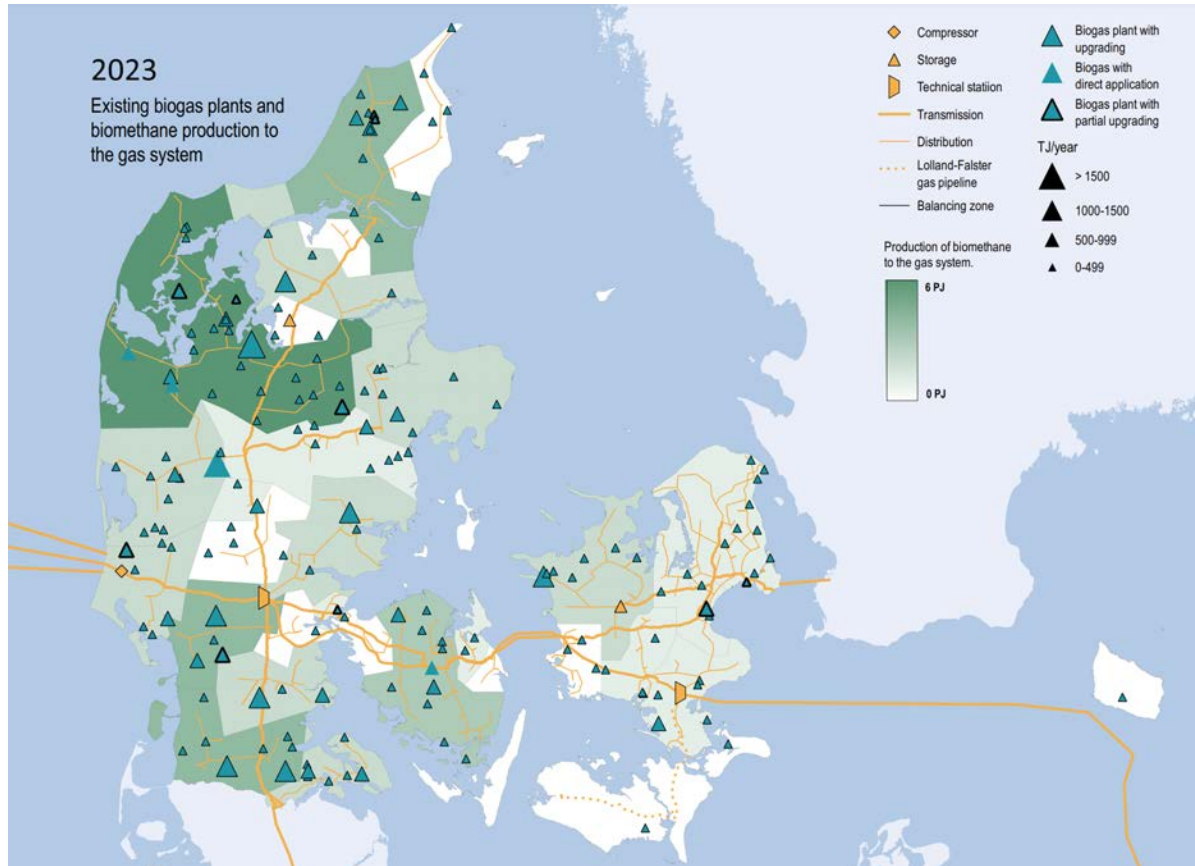 2023
Existing biogas plants and
biomethane production to
the gas system
Compressor
Storage
Technical statiion
Transmission
Distribution
Lolland-Falster
gas pipeline
Balancing zone
Production of biomethane
to the gas system.
6 PJ
0 PJ
Biogas plant with
upgrading
Biogas with
direct application
Biogas plant with
partial upgrading
TJ/year
> 1500
1000-1500
500-999
0-499